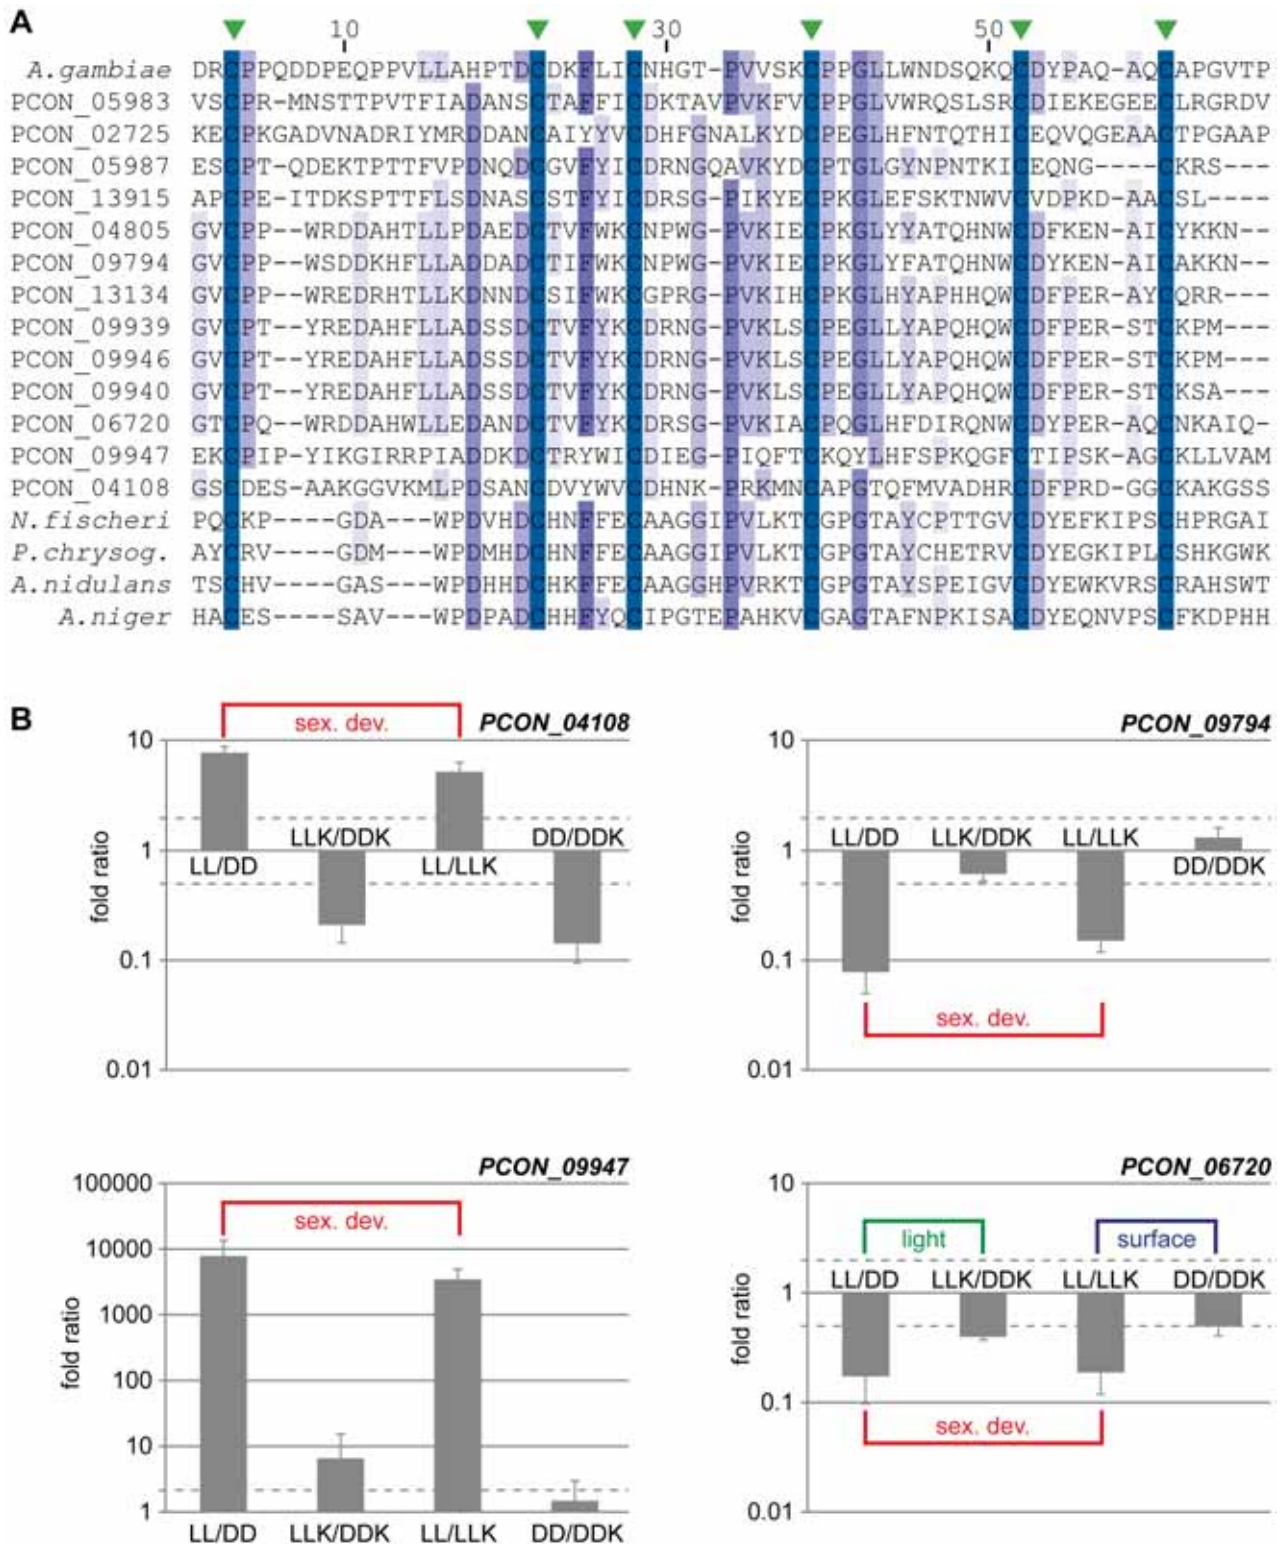 A
10 30 50
A.gambiae DRCPPQDDPEQPPVLLAHPTDCDKFLICNHGT-PVVSKCPPGLLWNDSQKQCDYPAQ-AQCAPGVTP
PCON_05983 VSCPR-MNSTTPVTFIADANSCTAFFICDKTAVPVKFVCPPGLVWRQSLSRCDIEKEGEECLRGRDV
PCON_02725 KECPKGADVNADRIYMRDDANCAIYYVCDHFGNALKYDCPEGLHFNTQTHICEQVQGEAACTPGAAP
PCON_05987 ESCPT-QDEKTPTTFVPDNQDCGVFYICDRNGQAVKYDCPTGLGYNPNTKICEQNG----CKRS---
PCON_13915 APCPE-ITDKSPTTFLSDNASCSTFYICDRSG-PIKYECPKGLEFSKTNWVCVDPKD-AACSL----
PCON_04805 GVCPP--WRDDAHTLLPDAEDCTVFWKCNPWG-PVKIECPKGLYYATQHNWCDFKEN-AICYKKN--
PCON_09794 GVCPP--WSDDKHFLLADDADCTIFWKCNPWG-PVKIECPKGLYFATQHNWCDYKEN-AICAKKN--
PCON_13134 GVCPP--WREDRHTLLKDNNDCSIFWKCGPRG-PVKIHCPKGLHYAPHHQWCDFPER-AYCQRR---
PCON_09939 GVCPT--YREDAHFLLADSSDCTVFYKCDRNG-PVKLSCPEGLLYAPQHQWCDFPER-STCKPM---
PCON_09946 GVCPT--YREDAHFLLADSSDCTVFYKCDRNG-PVKLSCPEGLLYAPQHQWCDFPER-STCKPM---
PCON_09940 GVCPT--YREDAHFLLADSSDCTVFYKCDRNG-PVKLSCPEGLLYAPQHQWCDFPER-STCKSA---
PCON_06720 GTCPQ--WRDDAHWLLEDANDCTVFYKCDRSG-PVKIACPQGLHFDIRQNWCDYPER-AQCNKAIQ-
PCON_09947 EKCPIP-YIKGIRRPIADDKDCTRYWICDIEG-PIQFTCKQYLHFSPKQGFCTIPSK-AGCKLLVAM
PCON_04108 GSCDES-AAKGGVKMLPDSANCDVYWVCDHNK-PRKMNCAPGTQFMVADHRCDFPRD-GGCKAKGSS
N.fischeri PQCKP----GDA---WPDVHDCHNFFECAAGGIPVLKTCGPGTAYCPTTGVCDYEFKIPSCHPRGAI
P.chrysog. AYCRV----GDM---WPDMHDCHNFFECAAGGIPVLKTCGPGTAYCHETRVCDYEGKIPLCSHKGWK
A.nidulans TSCHV----GAS---WPDHHDCHKFFECAAGGHPVRKTCGPGTAYSPEIGVCDYEWKVRSCRAHSWT
A.niger HACES----SAV---WPDPADCHHFYQCIPGTEPAHKVCGAGTAFNPKISACDYEQNVPSCFKDPHH
B
PCON_04108
sex. dev.
10
1
0.1
0.01
fold ratio
LL/DD LLK/DDK LL/LLK DD/DDK
PCON_09794
10
1
0.1
0.01
fold ratio
LL/DD LLK/DDK LL/LLK DD/DDK
sex. dev.
PCON_09947
sex. dev.
100000
10000
1000
100
10
1
fold ratio
LL/DD LLK/DDK LL/LLK DD/DDK
PCON_06720
light surface
10
1
0.1
0.01
fold ratio
LL/DD LLK/DDK LL/LLK DD/DDK
sex. dev.